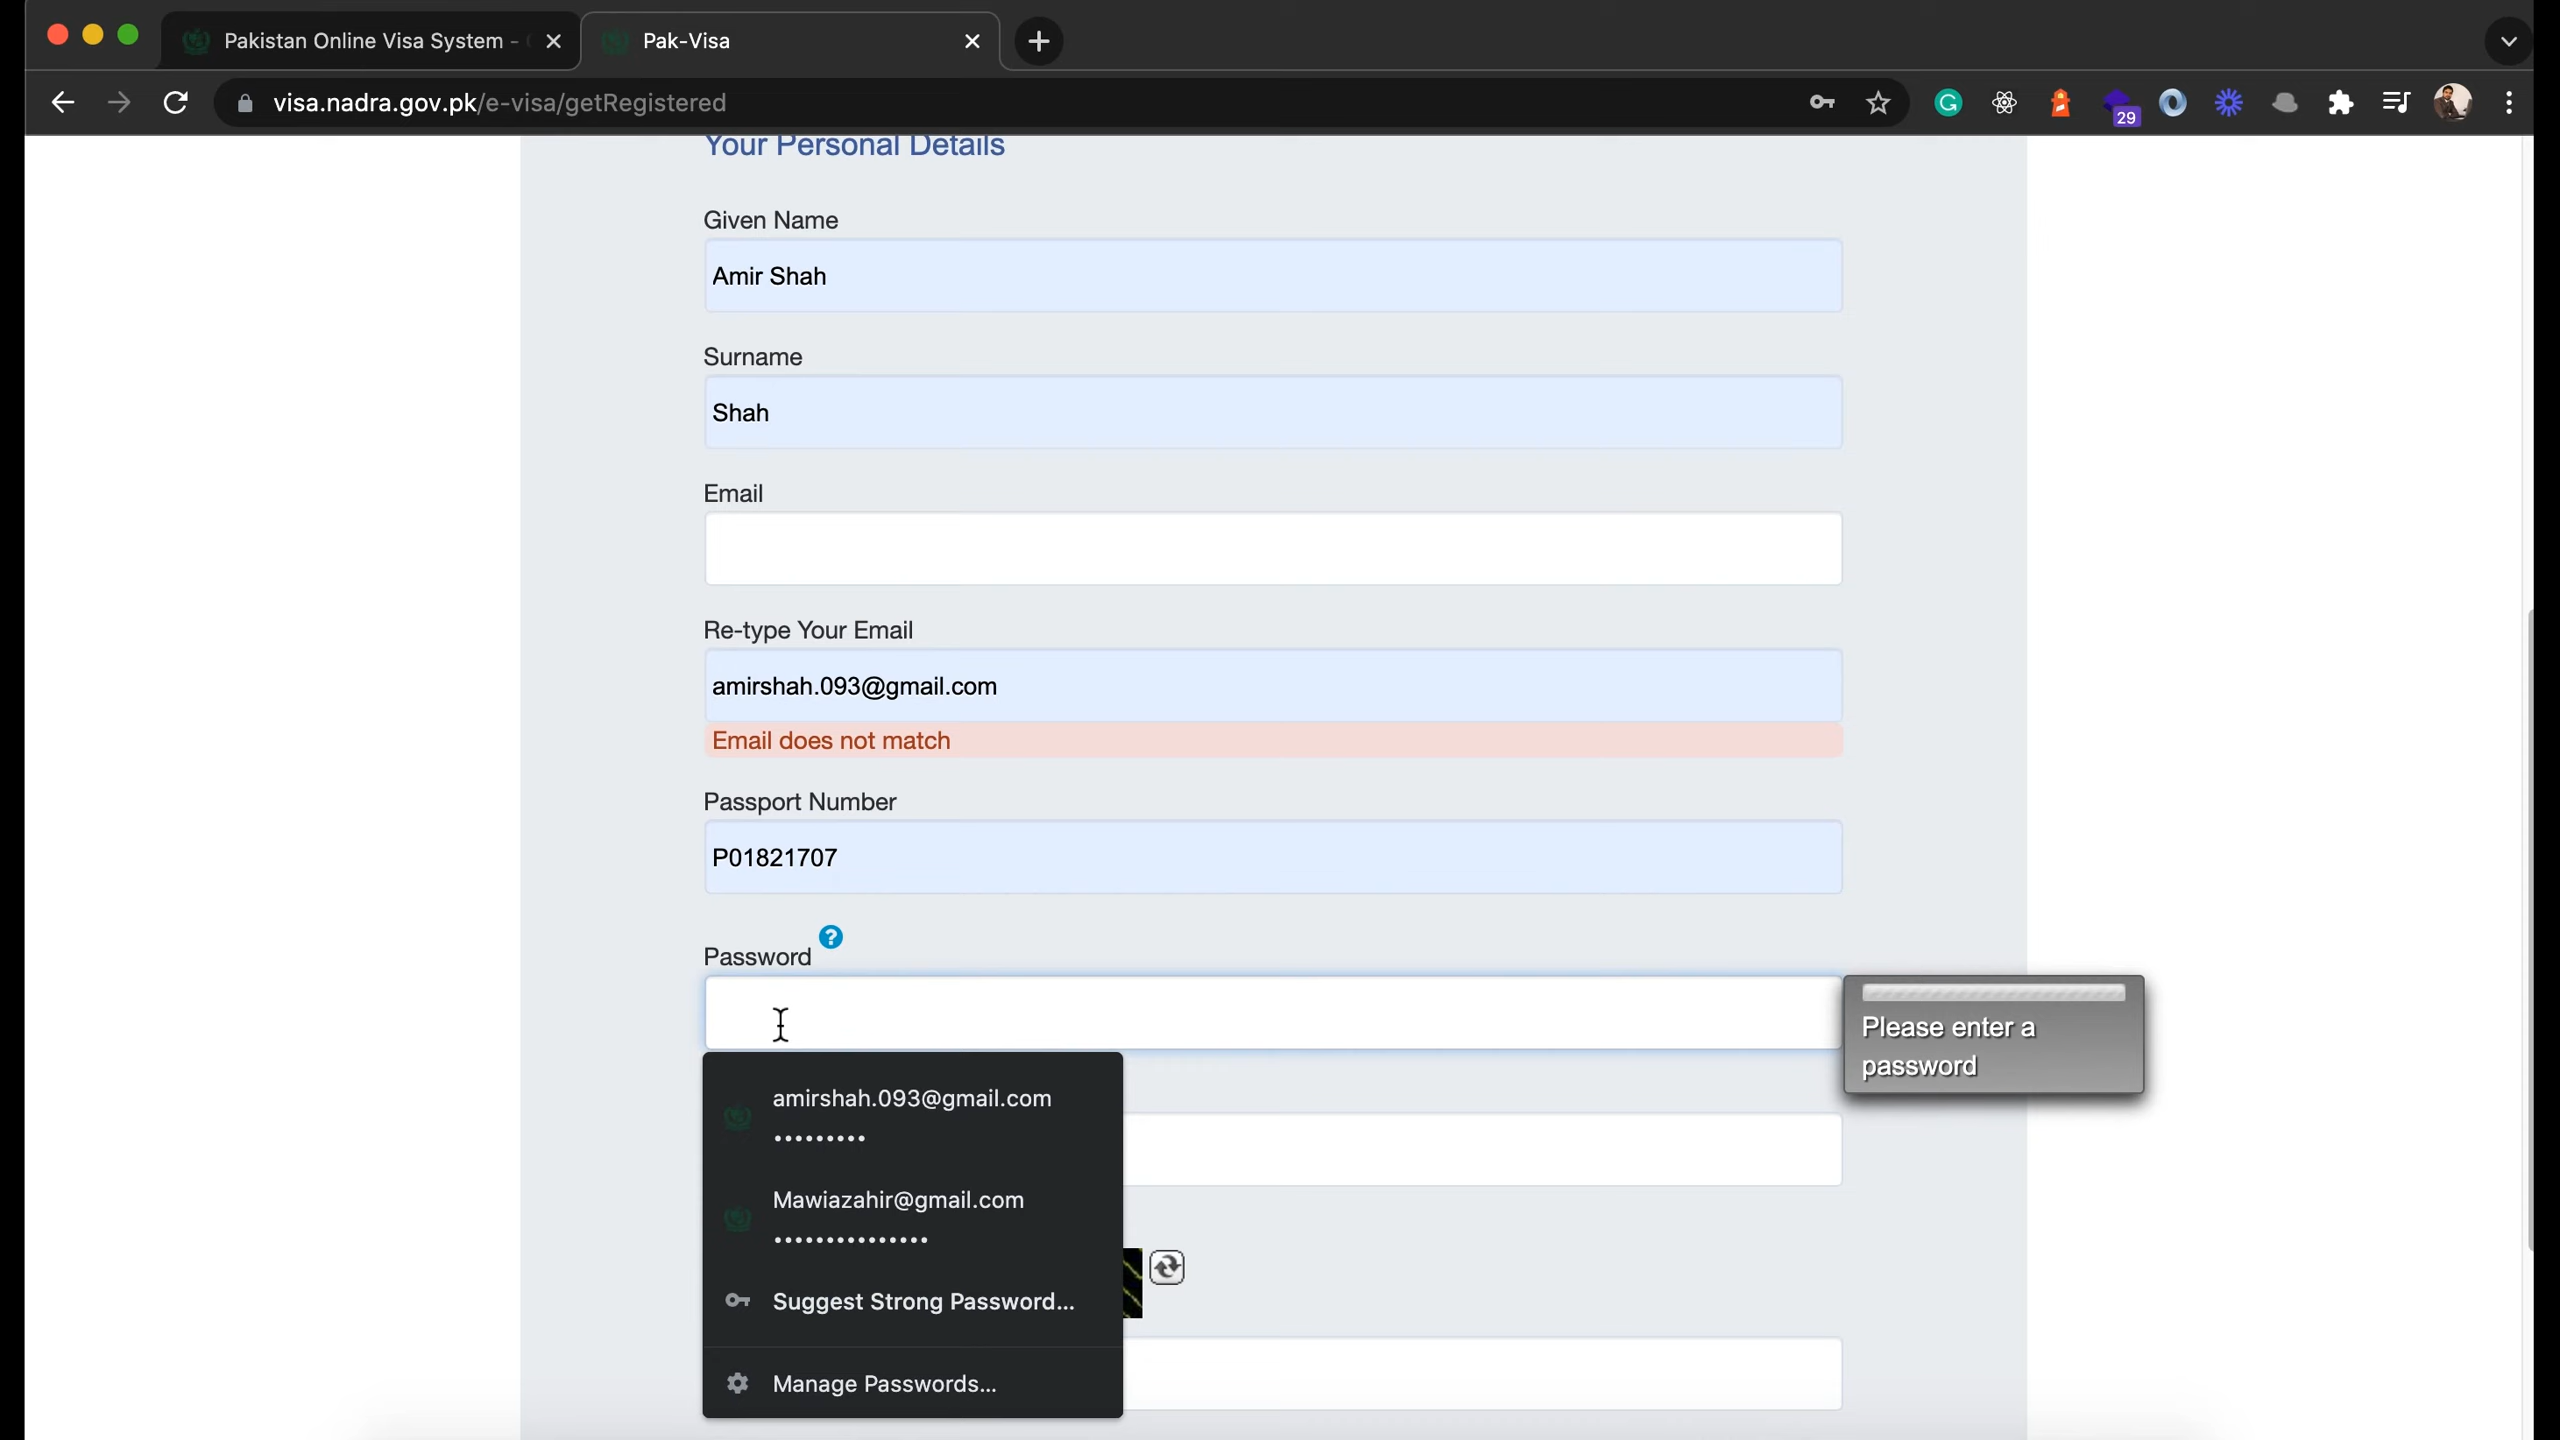 Pakistan Online Visa System -
Pak-Visa
visa.nadra.gov.pk/e-visa/getRegistered
29
Your Personal Details
Given Name
Amir Shah
Surname
Shah
Email
Re-type Your Email
amirshah.093@gmail.com
Email does not match
Passport Number
P01821707
Password ?
Please enter a
password
amirshah.093@gmail.com
•••••••••
Mawiazahir@gmail.com
•••••••••••••••
Suggest Strong Password...
Manage Passwords...